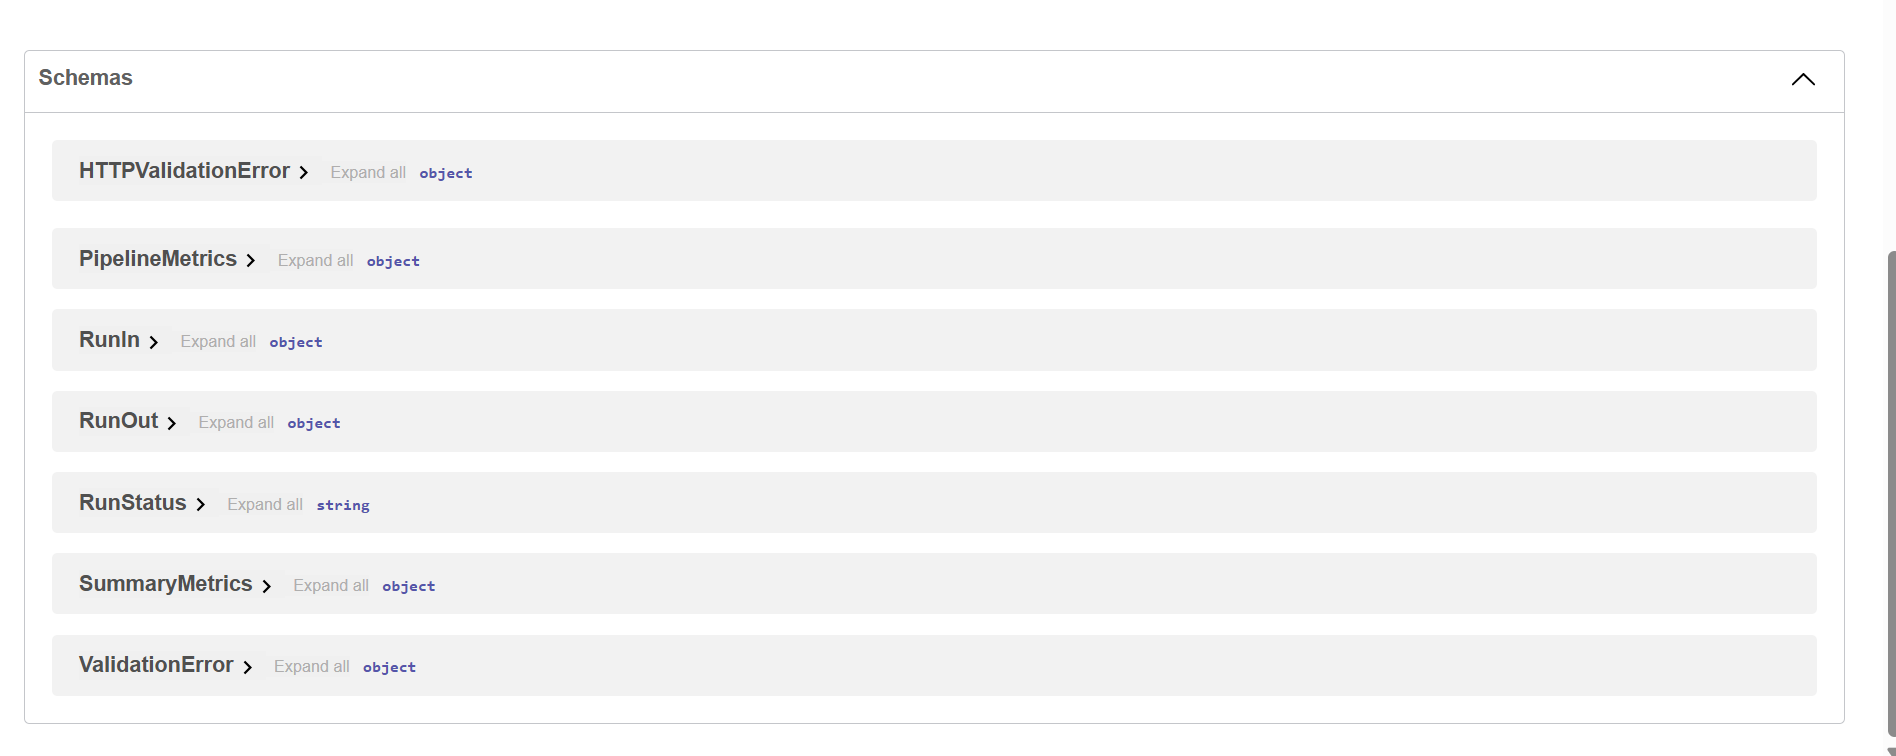 Schemas
HTTPValidationError Expand all object
PipelineMetrics Expand all object
RunIn Expand all object
RunOut Expand all object
RunStatus Expand all string
SummaryMetrics Expand all object
ValidationError Expand all object